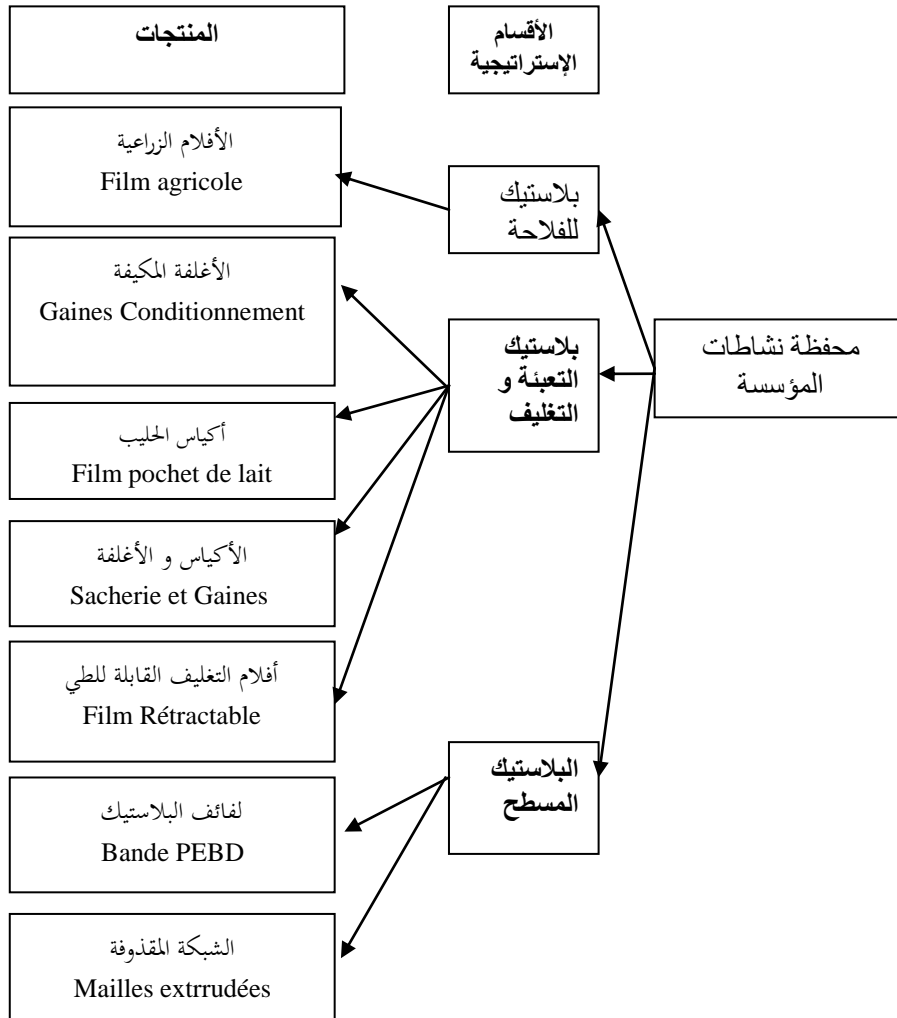 المنتجات
الأقسام
الإستراتيجية
الأفلام الزراعية
Film agricole
بلاستيك
للفلاحة
الأغلفة المكيفة
Gaines Conditionnement
بلاستيك
التعبئة و
التغليف
محفظة نشاطات
المؤسسة
أكياس الحليب
Film pochet de lait
الأكياس و الأغلفة
Sacherie et Gaines
أفلام التغليف القابلة للطي
Film Rétractable
البلاستيك
المسطح
لفائف البلاستيك
Bande PEBD
الشبكة المقذوفة
Mailles extrrudées